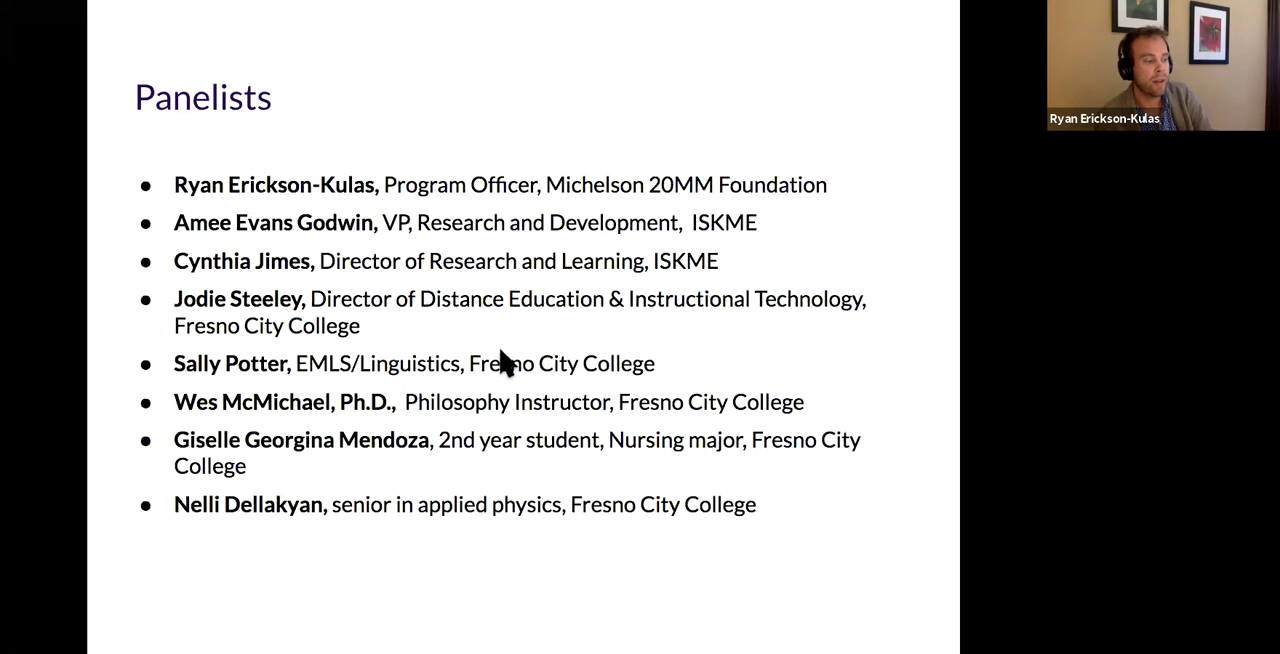 Panelists
● Ryan Erickson-Kulas, Program Officer, Michelson 20MM Foundation
● Amee Evans Godwin, VP, Research and Development, ISKME
● Cynthia Jimes, Director of Research and Learning, ISKME
● Jodie Steeley, Director of Distance Education & Instructional Technology,
Fresno City College
● Sally Potter, EMLS/Linguistics, Fresno City College
● Wes McMichael, Ph.D., Philosophy Instructor, Fresno City College
● Giselle Georgina Mendoza, 2nd year student, Nursing major, Fresno City
College
● Nelli Dellakyan, senior in applied physics, Fresno City College
Ryan Erickson-Kulas